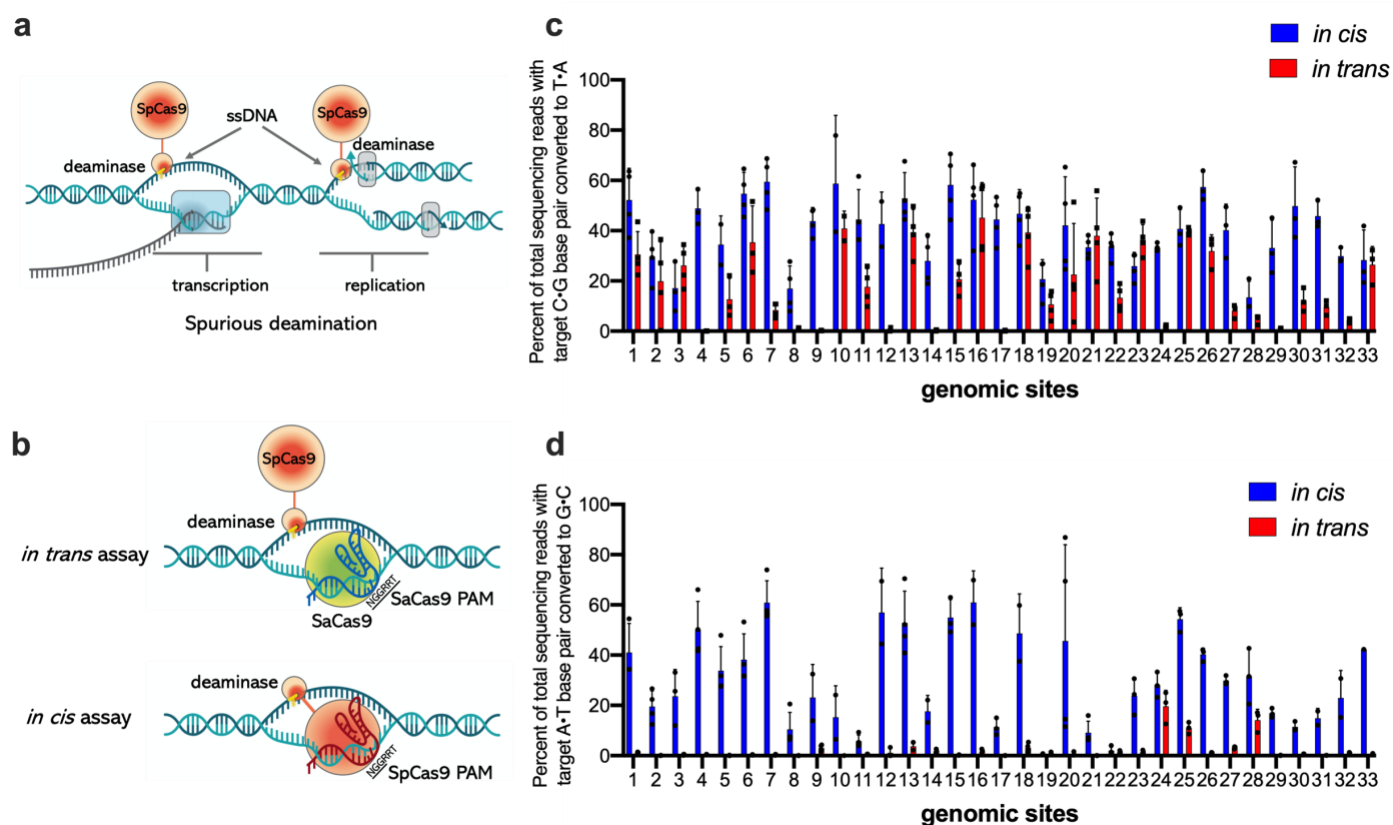 a
SpCas9
SpCas9
ssDNA
deaminase
deaminase
transcription
replication
Spurious deamination
b
SpCas9
deaminase
in trans assay
NGGRRT
SaCas9 PAM
SaCas9
deaminase
in cis assay
NGGRRT
SpCas9 PAM
c
in cis
in trans
Percent of total sequencing reads with
target C•G base pair converted to T•A
100
80
60
40
20
0
1 2 3 4 5 6 7 8 9 10 11 12 13 14 15 16 17 18 19 20 21 22 23 24 25 26 27 28 29 30 31 32 33
genomic sites
d
in cis
in trans
Percent of total sequencing reads with
target A•T base pair converted to G•C
100
80
60
40
20
0
1 2 3 4 5 6 7 8 9 10 11 12 13 14 15 16 17 18 19 20 21 22 23 24 25 26 27 28 29 30 31 32 33
genomic sites